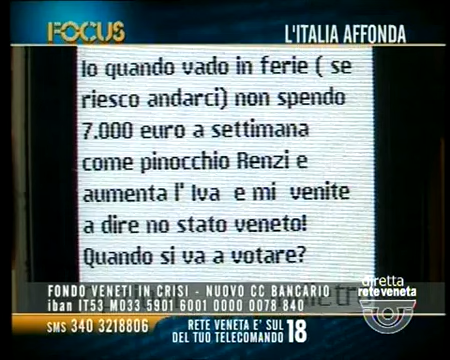 FOCUS
L'ITALIA AFFONDA
Io quando vado in ferie ( se
riesco andarci) non spendo
7.000 euro a settimana
come pinocchio Renzi e
aumenta l' Iva e mi venite
a dire no stato veneto!
Quando si va a votare?
diretta
reteveneta
FONDO VENETI IN CRISI - NUOVO CC BANCARIO
iban IT53 M033 5901 6001 0000 0078 840
SMS 340 3218806
RETE VENETA E' SUL
DEL TUO TELECOMANDO 18